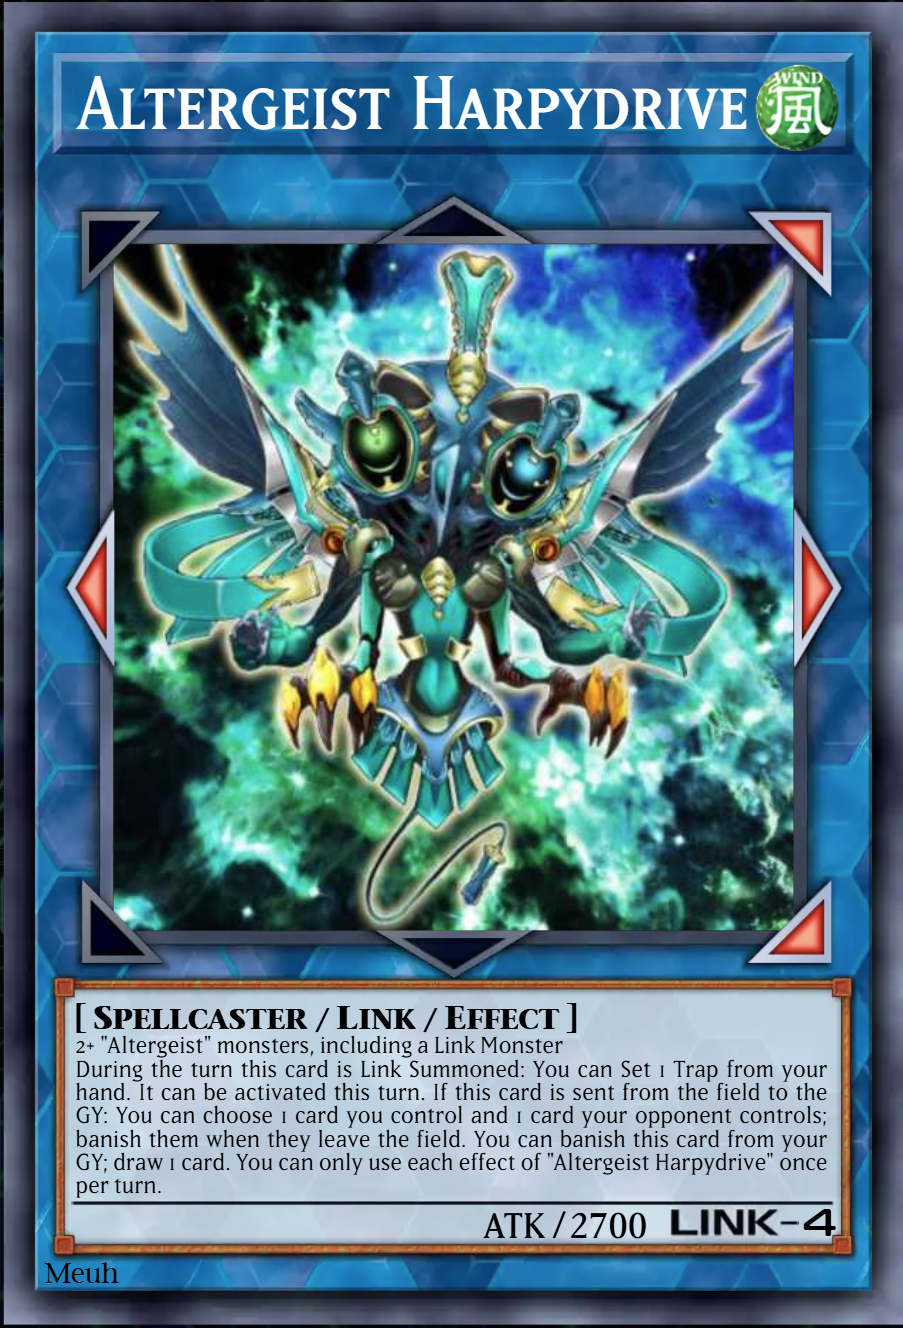 ALTERGEIST HARPYDRIVE
WIND
風
[ SPELLCASTER / LINK / EFFECT ]
2+ "Altergeist" monsters, including a Link Monster
During the turn this card is Link Summoned: You can Set 1 Trap from your
hand. It can be activated this turn. If this card is sent from the field to the
GY: You can choose 1 card you control and 1 card your opponent controls;
banish them when they leave the field. You can banish this card from your
GY; draw 1 card. You can only use each effect of "Altergeist Harpydrive" once
per turn.
ATK / 2700 LINK-4
Meuh